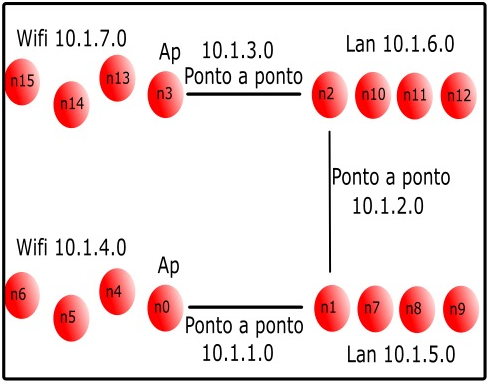 Wifi 10.1.7.0
Ap
10.1.3.0
Ponto a ponto
Lan 10.1.6.0
n15
n14
n13
n3
n2
n10
n11
n12
Ponto a ponto
10.1.2.0
Wifi 10.1.4.0
Ap
n6
n5
n4
n0
n1
n7
n8
n9
Ponto a ponto
10.1.1.0
Lan 10.1.5.0